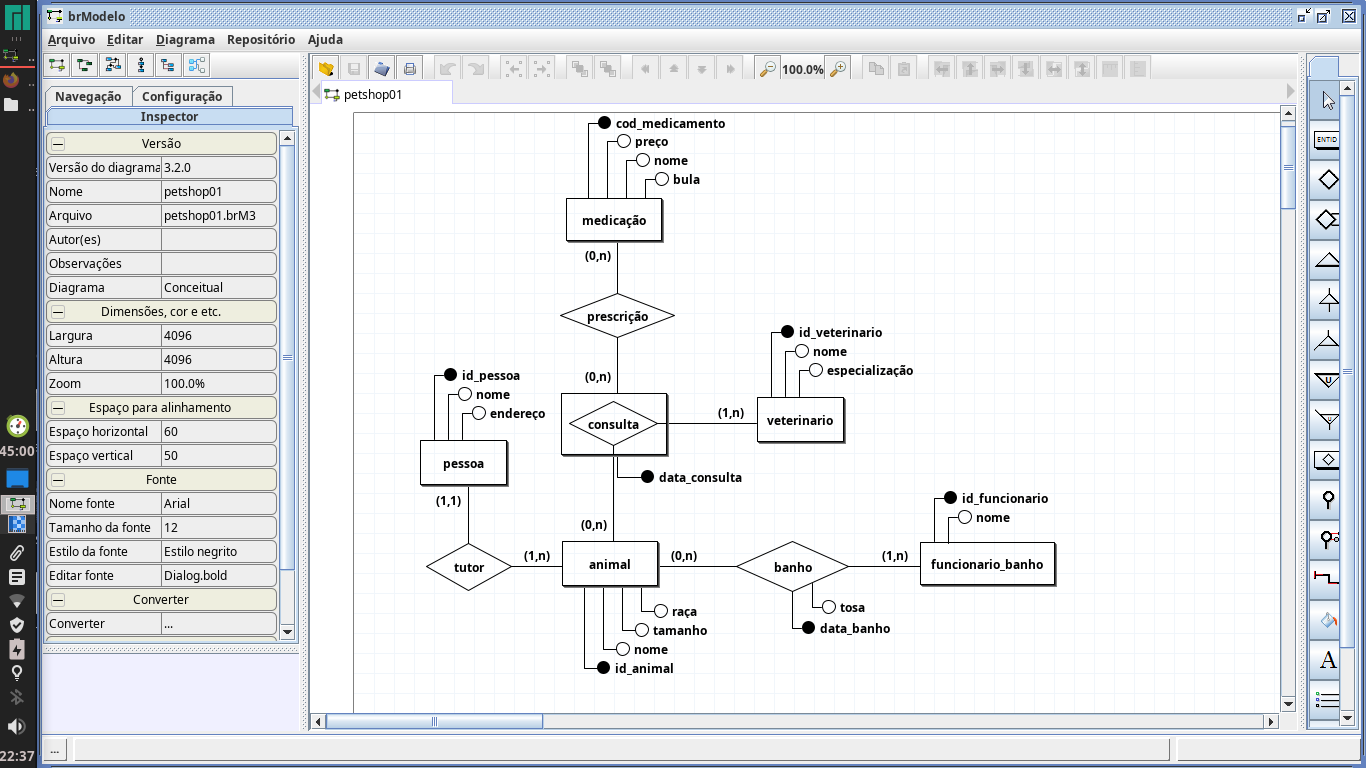 brModelo
Arquivo Editar Diagrama Repositório Ajuda
100.0%
Navegação Configuração
Inspector
petshop01
Versão
Versão do diagrama 3.2.0
Nome petshop01
Arquivo petshop01.brM3
Autor(es)
Observações
Diagrama Conceitual
Dimensões, cor e etc.
Largura 4096
Altura 4096
Zoom 100.0%
Espaço para alinhamento
Espaço horizontal 60
Espaço vertical 50
Fonte
Nome fonte Arial
Tamanho da fonte 12
Estilo da fonte Estilo negrito
Editar fonte Dialog.bold
Converter
Converter ...
cod_medicamento
preço
nome
bula
medicação
(0,n)
prescrição
(0,n)
id_veterinario
nome
especialização
id_pessoa
nome
endereço
consulta
(1,n)
veterinario
pessoa
data_consulta
(1,1)
(0,n)
id_funcionario
nome
tutor
(1,n)
animal
(0,n)
banho
(1,n)
funcionario_banho
raça
tamanho
nome
id_animal
tosa
data_banho
ENTID
A
45:00
22:37
...